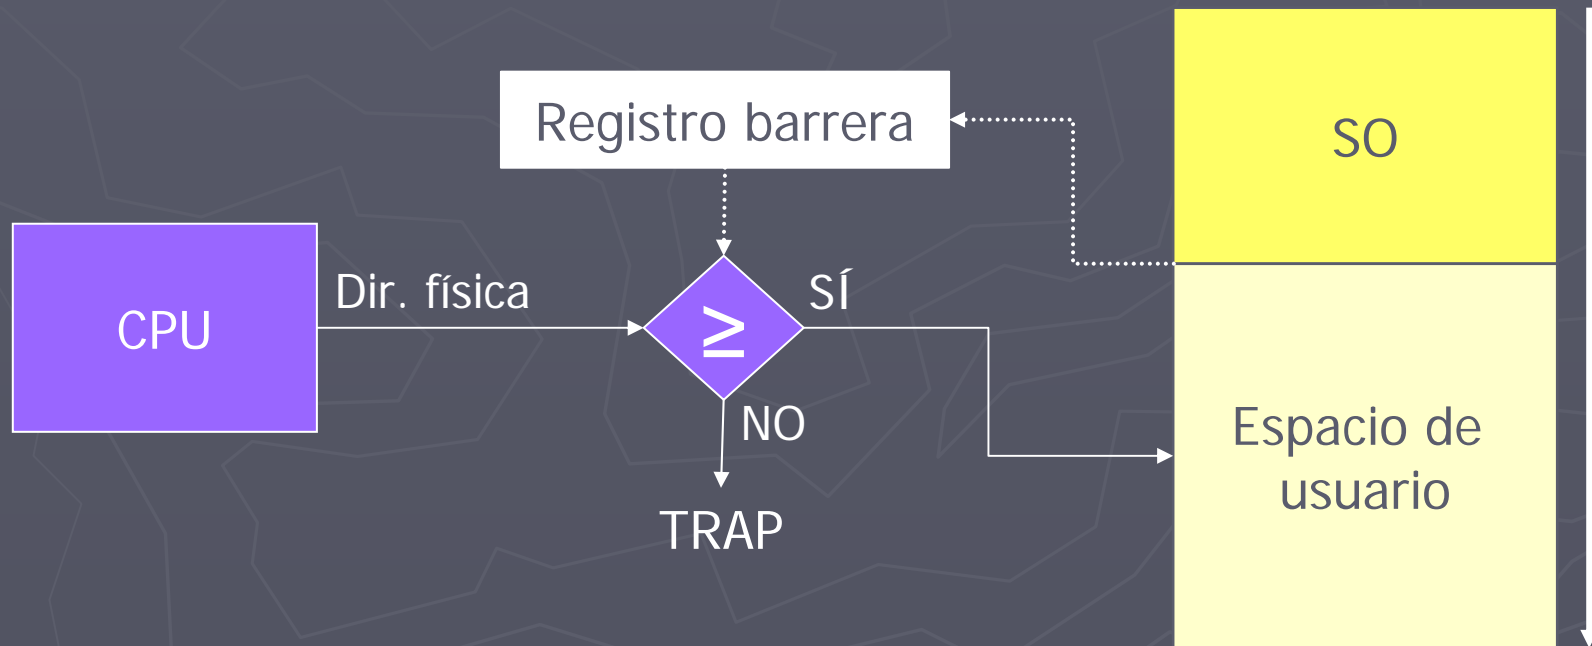 Registro barrera
SO
Dir. física
SÍ
CPU
≥
NO
Espacio de
usuario
TRAP